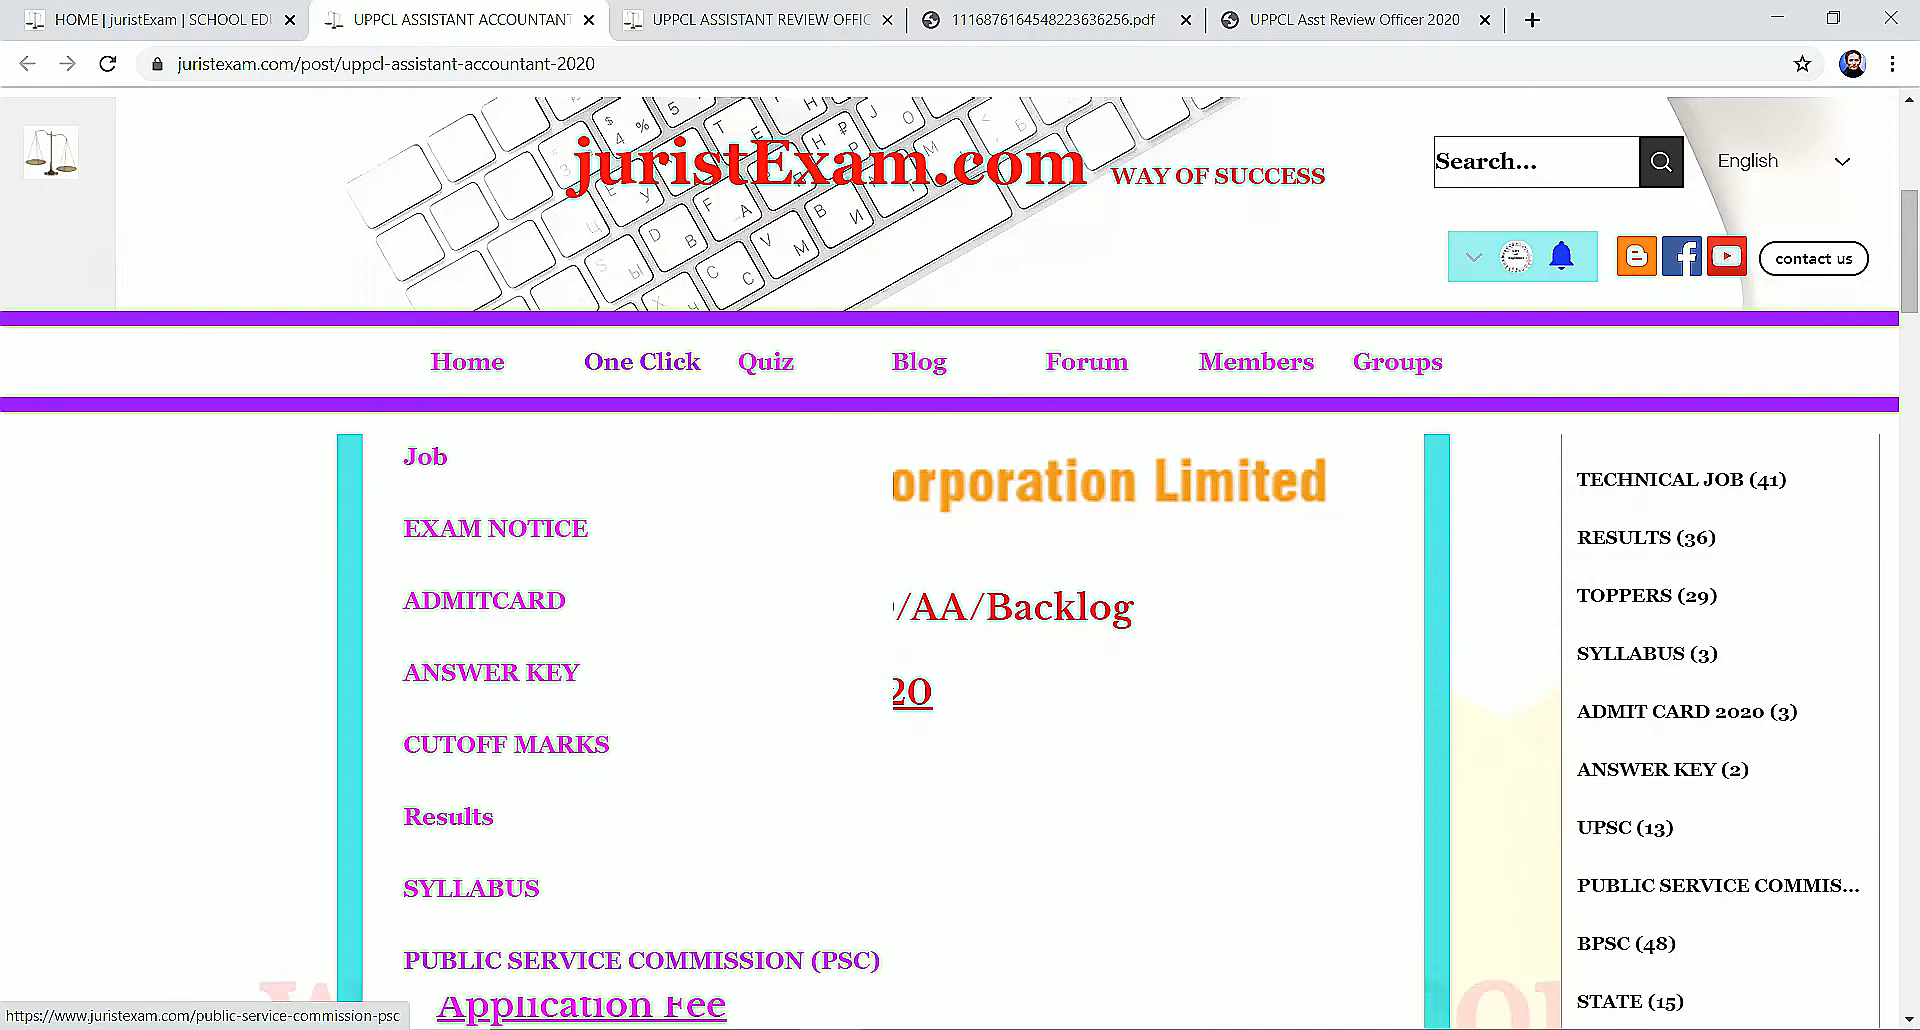 HOME | juristExam | SCHOOL EDU
UPPCL ASSISTANT ACCOUNTANT
UPPCL ASSISTANT REVIEW OFFIC
1116876164548223636256.pdf
UPPCL Asst Review Officer 2020
juristexam.com/post/uppcl-assistant-accountant-2020
juristExam.com WAY OF SUCCESS
Search...
English
contact us
Home One Click Quiz Blog Forum Members Groups
Job
orporation Limited
EXAM NOTICE
ADMITCARD
/AA/Backlog
ANSWER KEY
20
CUTOFF MARKS
Results
SYLLABUS
PUBLIC SERVICE COMMISSION (PSC)
Application Fee
TECHNICAL JOB (41)
RESULTS (36)
TOPPERS (29)
SYLLABUS (3)
ADMIT CARD 2020 (3)
ANSWER KEY (2)
UPSC (13)
PUBLIC SERVICE COMMIS...
BPSC (48)
STATE (15)
https://www.juristexam.com/public-service-commission-psc